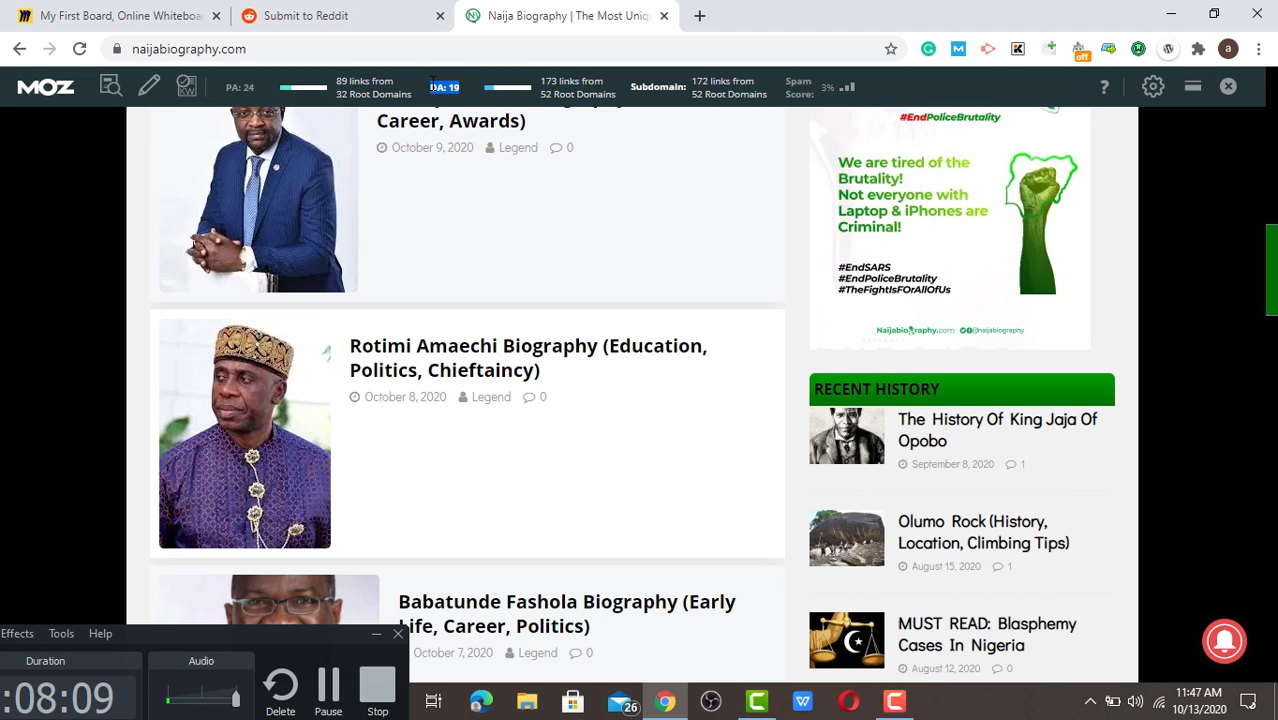 My First Board, Online Whiteboa
Submit to Reddit
Naija Biography | The Most Uniq
naijabiography.com
off
a
MOZ
PA: 24
89 links from
32 Root Domains
DA: 19
173 links from
52 Root Domains
Subdomain:
172 links from
52 Root Domains
Spam
Score:
3%
?
Career, Awards)
October 9, 2020
Legend
0
Rotimi Amaechi Biography (Education,
Politics, Chieftaincy)
October 8, 2020
Legend
0
Babatunde Fashola Biography (Early
Life, Career, Politics)
October 7, 2020
Legend
0
#EndPoliceBrutality
We are tired of the
Brutality!
Not everyone with
Laptop & iPhones are
Criminal!
#EndSARS
#EndPoliceBrutality
#TheFightIsFOrAllOfUs
Naijabiography.com
@naijabiography
RECENT HISTORY
The History Of King Jaja Of
Opobo
September 8, 2020
1
Olumo Rock (History,
Location, Climbing Tips)
August 15, 2020
1
MUST READ: Blasphemy
Cases In Nigeria
August 12, 2020
0
Effects
Tools
Help
Duration
:08:09
Audio
Delete
Pause
Stop
26
11:47 AM
10/13/2020